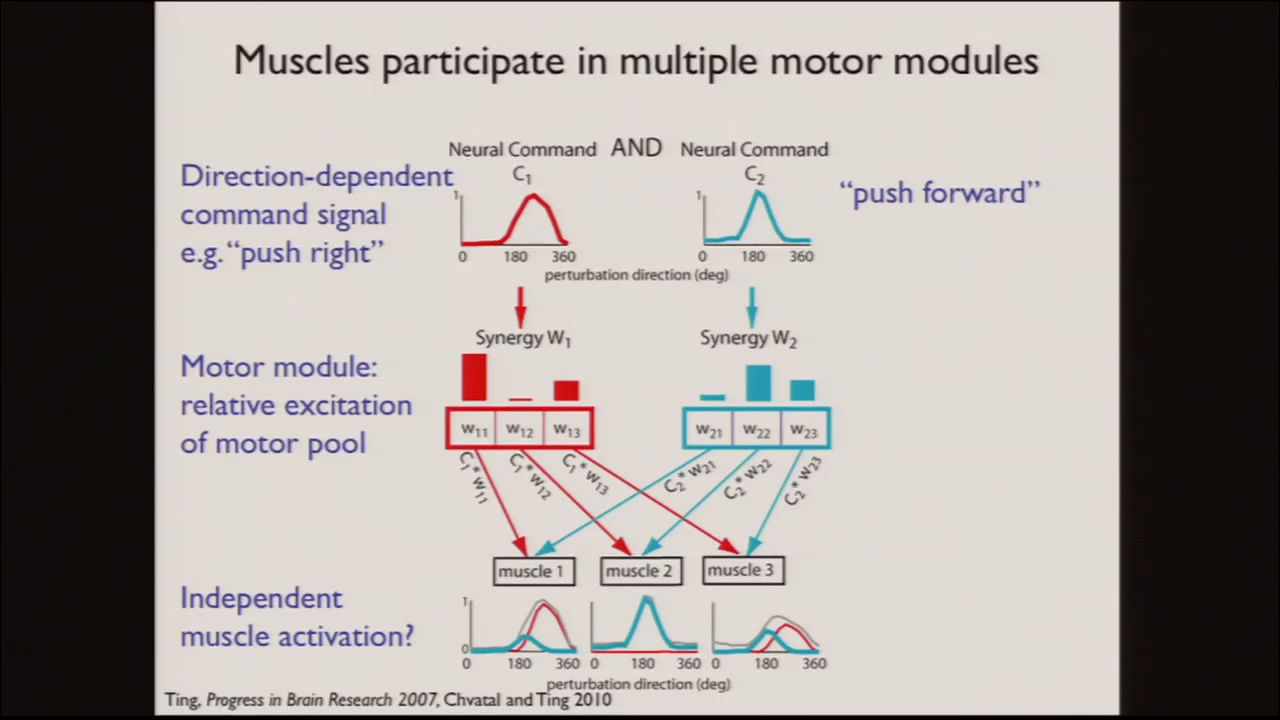 Muscles participate in multiple motor modules
Neural Command AND Neural Command
C1 C2
Direction-dependent
command signal
e.g. “push right”
“push forward”
1 1
0 180 360 0 180 360
perturbation direction (deg)
Synergy W1 Synergy W2
Motor module:
relative excitation
of motor pool
w11 w12 w13 w21 w22 w23
C1*w11 C1*w12 C1*w13 C2*w21 C2*w22 C2*w23
muscle 1 muscle 2 muscle 3
Independent
muscle activation?
1
0
0 180 360 0 180 360 0 180 360
perturbation direction (deg)
Ting, Progress in Brain Research 2007, Chvatal and Ting 2010